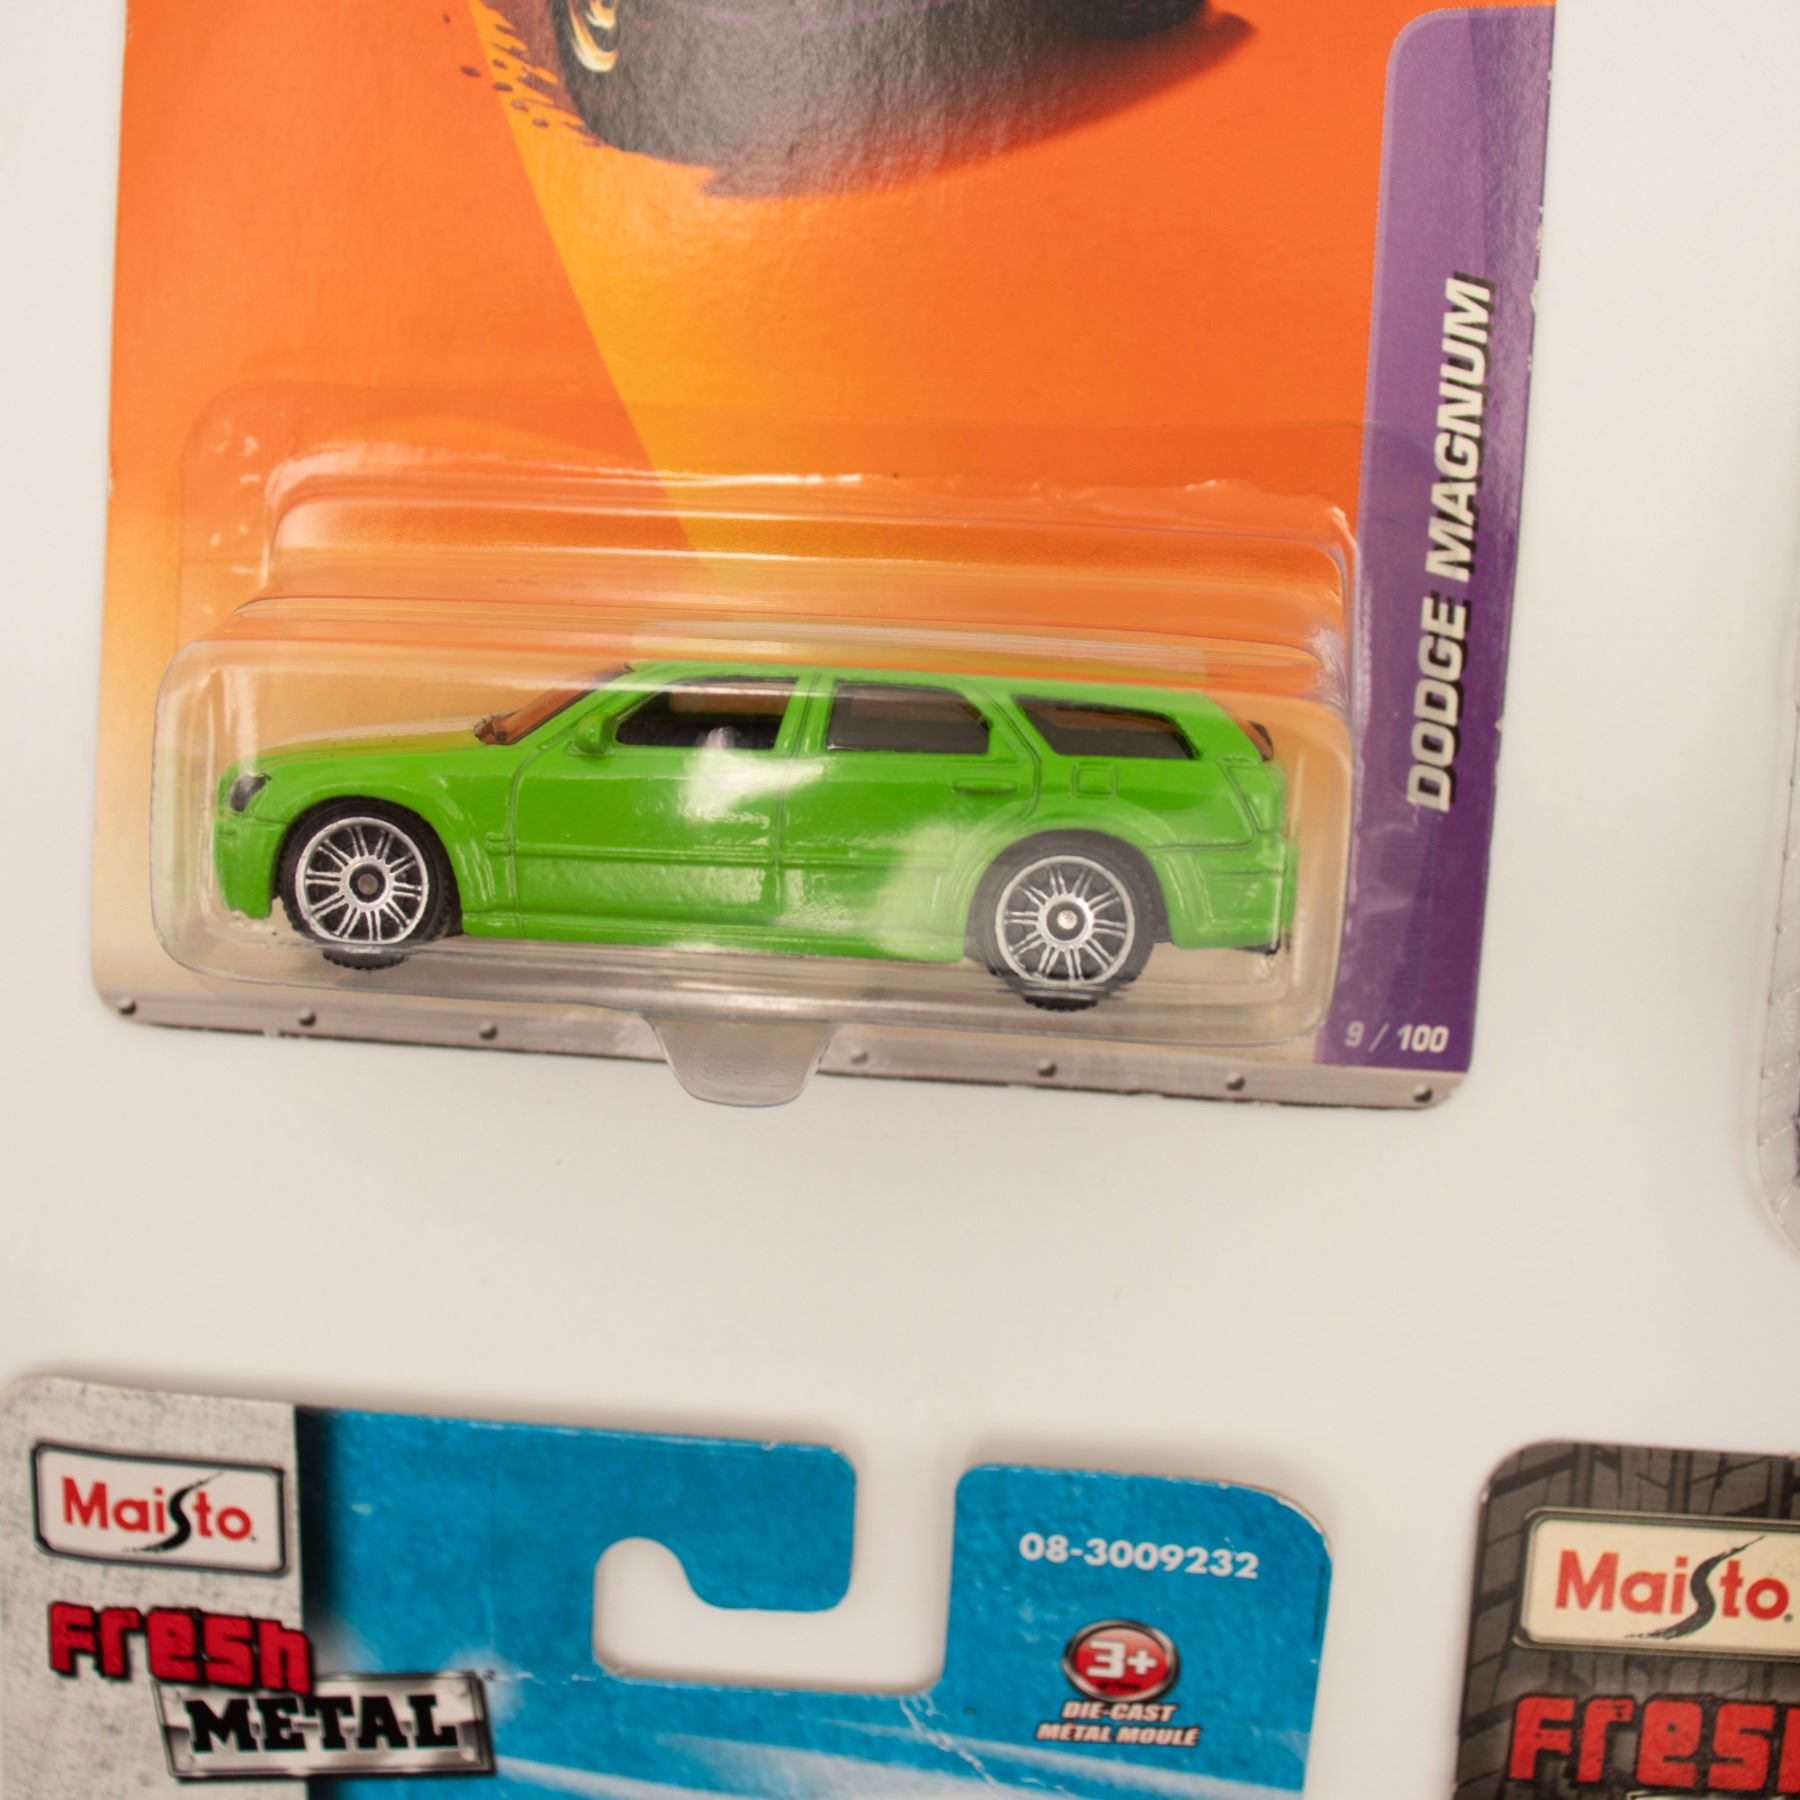 DODGE MAGNUM
9 / 100
Maisto
Fresh
METAL
08-3009232
3+
DIE-CAST
MÉTAL MOULÉ
Maisto
Fresh